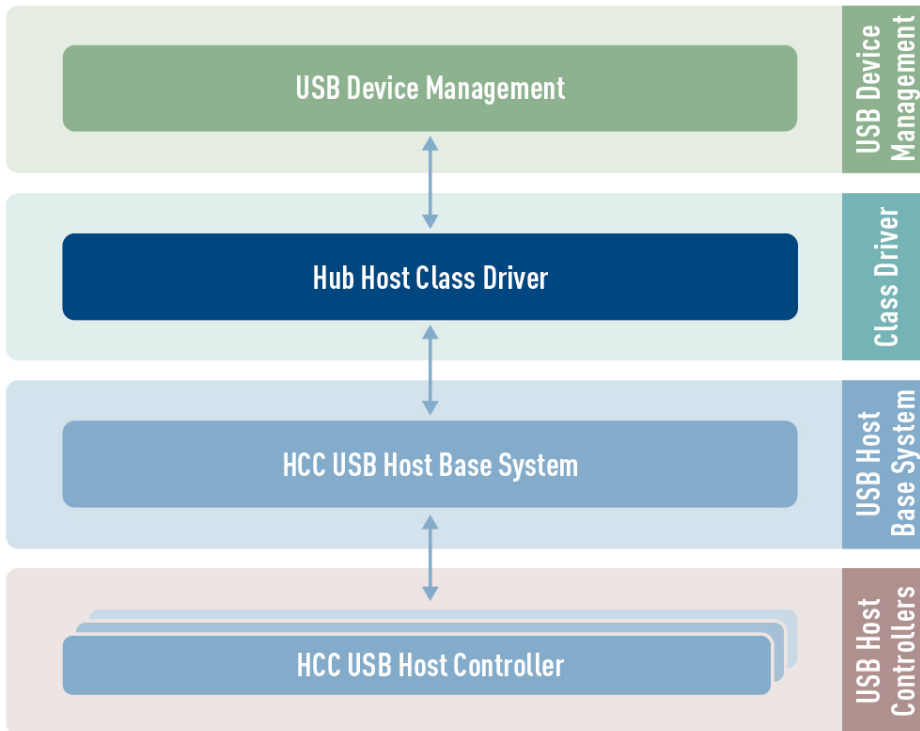 USB Device Management
USB Device
Management
Hub Host Class Driver
Class Driver
HCC USB Host Base System
USB Host
Base System
HCC USB Host Controller
USB Host
Controllers